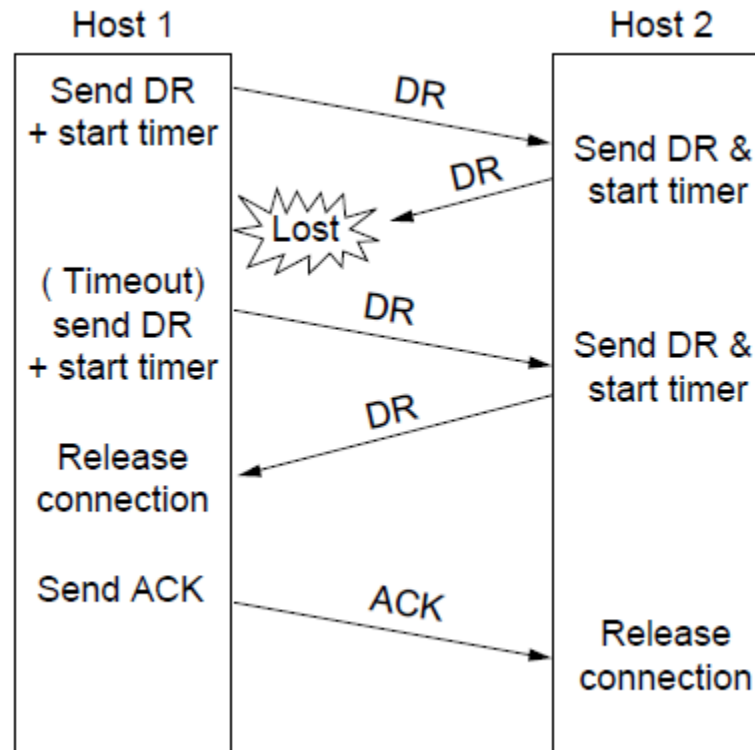 Host 1
Host 2
Send DR
+ start timer
DR
Send DR &
start timer
DR
Lost
( Timeout)
send DR
+ start timer
DR
Send DR &
start timer
DR
Release
connection
Send ACK
ACK
Release
connection